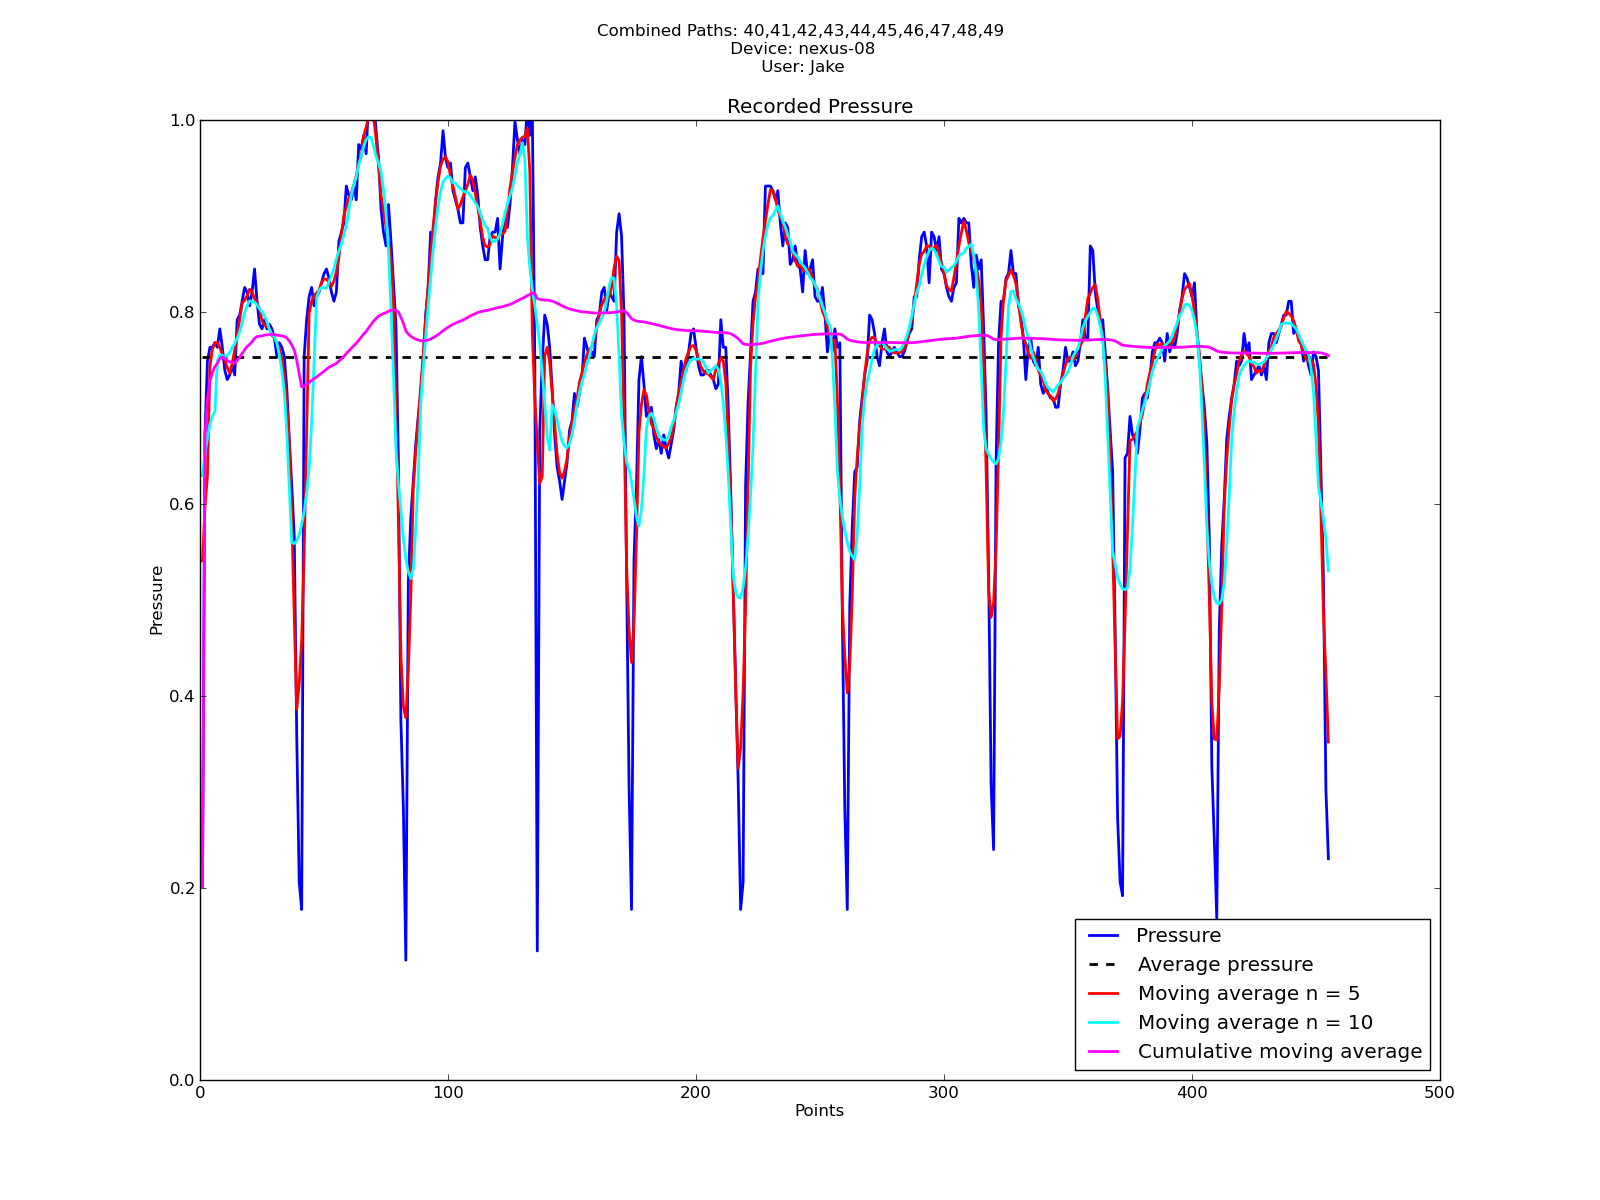 Combined Paths: 40,41,42,43,44,45,46,47,48,49
Device: nexus-08
User: Jake
Recorded Pressure
1.0
0.8
0.6
0.4
0.2
0.0
Pressure
0
100
200
300
400
500
Points
Pressure
Average pressure
Moving average n = 5
Moving average n = 10
Cumulative moving average